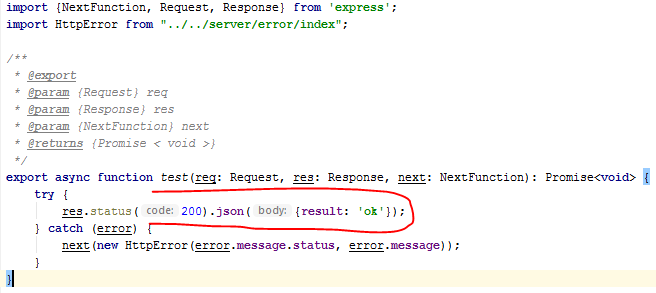 import {NextFunction, Request, Response} from 'express';
import HttpError from "../../server/error/index";
/**
* @export
* @param {Request} req
* @param {Response} res
* @param {NextFunction} next
* @returns {Promise < void >}
*/
export async function test(req: Request, res: Response, next: NextFunction): Promise<void> {
try {
res.status( code: 200).json( body: {result: 'ok'});
} catch (error) {
next(new HttpError(error.message.status, error.message));
}
}